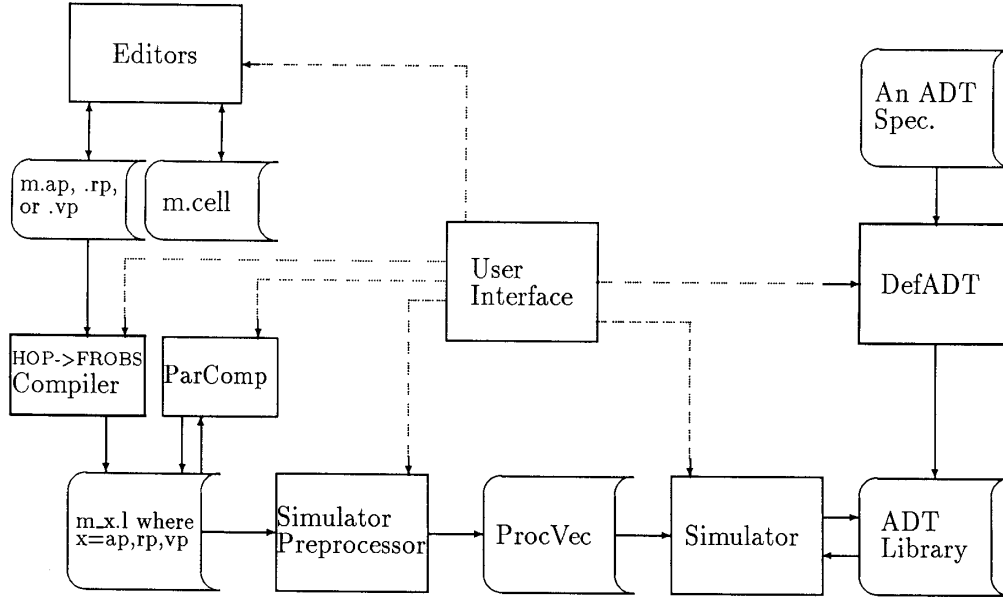 Editors
An ADT
Spec.
m.ap, .rp,
or .vp
m.cell
User
Interface
DefADT
HOP->FROBS
Compiler
ParComp
m_x.l where
x=ap,rp,vp
Simulator
Preprocessor
ProcVec
Simulator
ADT
Library